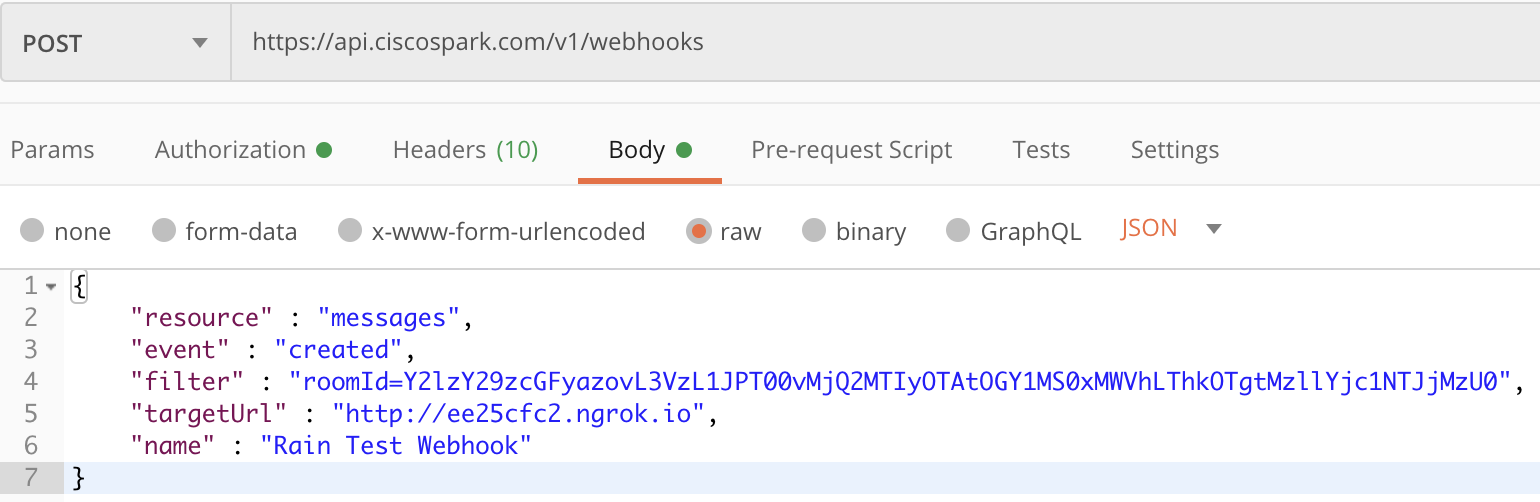 POST https://api.ciscospark.com/v1/webhooks
Params Authorization Headers (10) Body Pre-request Script Tests Settings
none form-data x-www-form-urlencoded raw binary GraphQL JSON
1 {
2 "resource" : "messages",
3 "event" : "created",
4 "filter" : "roomId=Y2lzY29zcGFyazovL3VzL1JPT00vMjQ2MTIyOTAtOGY1MS0xMWVhLThkOTgtMzllYjc1NTJjMzU0",
5 "targetUrl" : "http://ee25cfc2.ngrok.io",
6 "name" : "Rain Test Webhook"
7 }